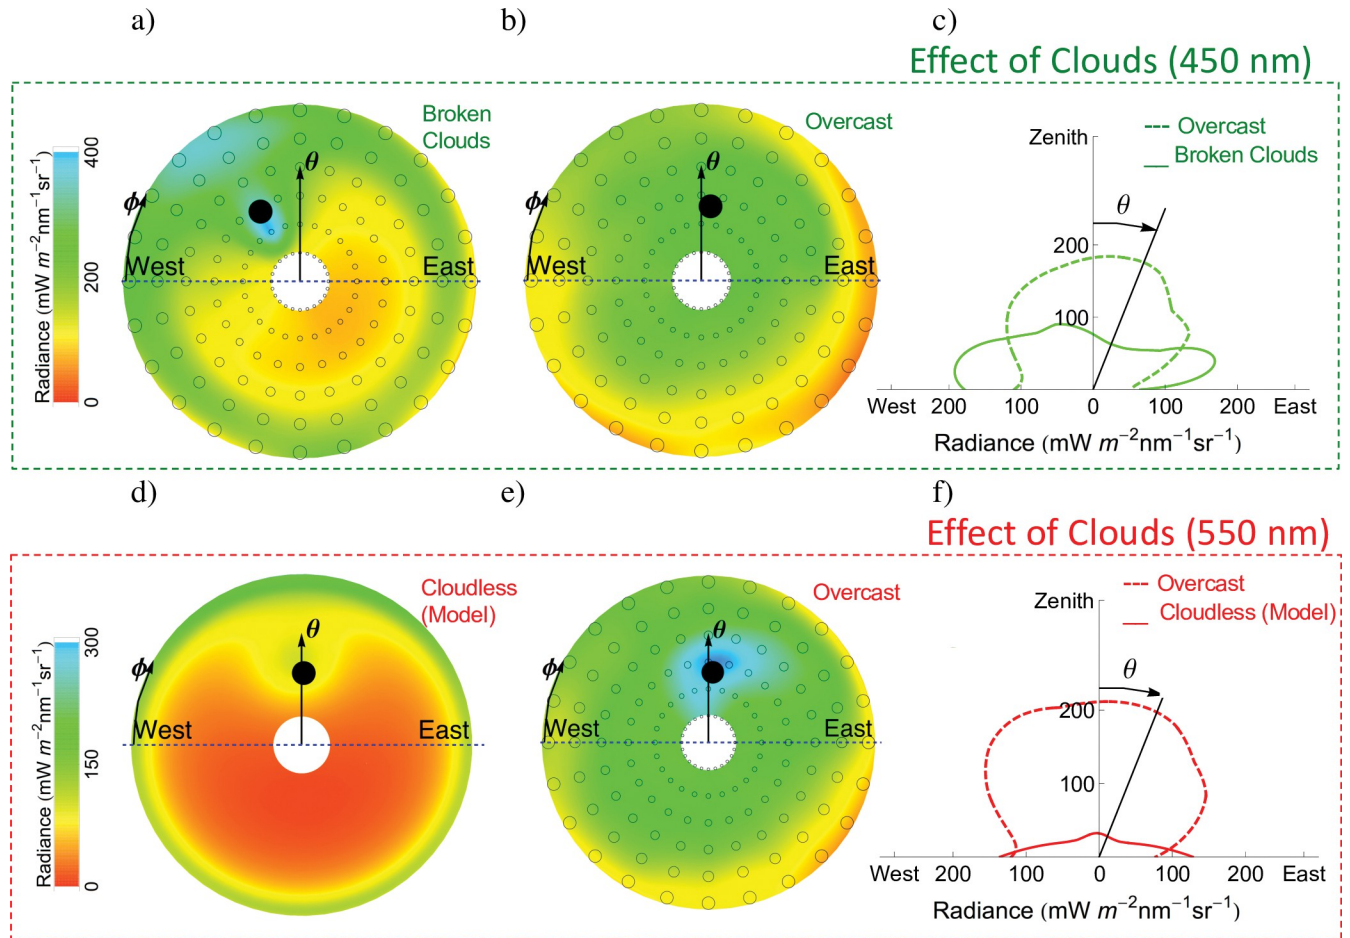 a)
b)
c)
Effect of Clouds (450 nm)
Broken
Clouds
Overcast
Overcast
Broken Clouds
Zenith
Radiance (mW m−2nm−1sr−1)
400
200
0
θ
ϕ
West
East
θ
ϕ
West
East
θ
200
100
West
200
100
0
100
200
East
Radiance (mW m−2nm−1sr−1)
d)
e)
f)
Effect of Clouds (550 nm)
Cloudless
(Model)
Overcast
Overcast
Cloudless (Model)
Zenith
Radiance (mW m−2nm−1sr−1)
300
150
0
θ
ϕ
West
East
θ
ϕ
West
East
θ
200
100
West
200
100
0
100
200
East
Radiance (mW m−2nm−1sr−1)